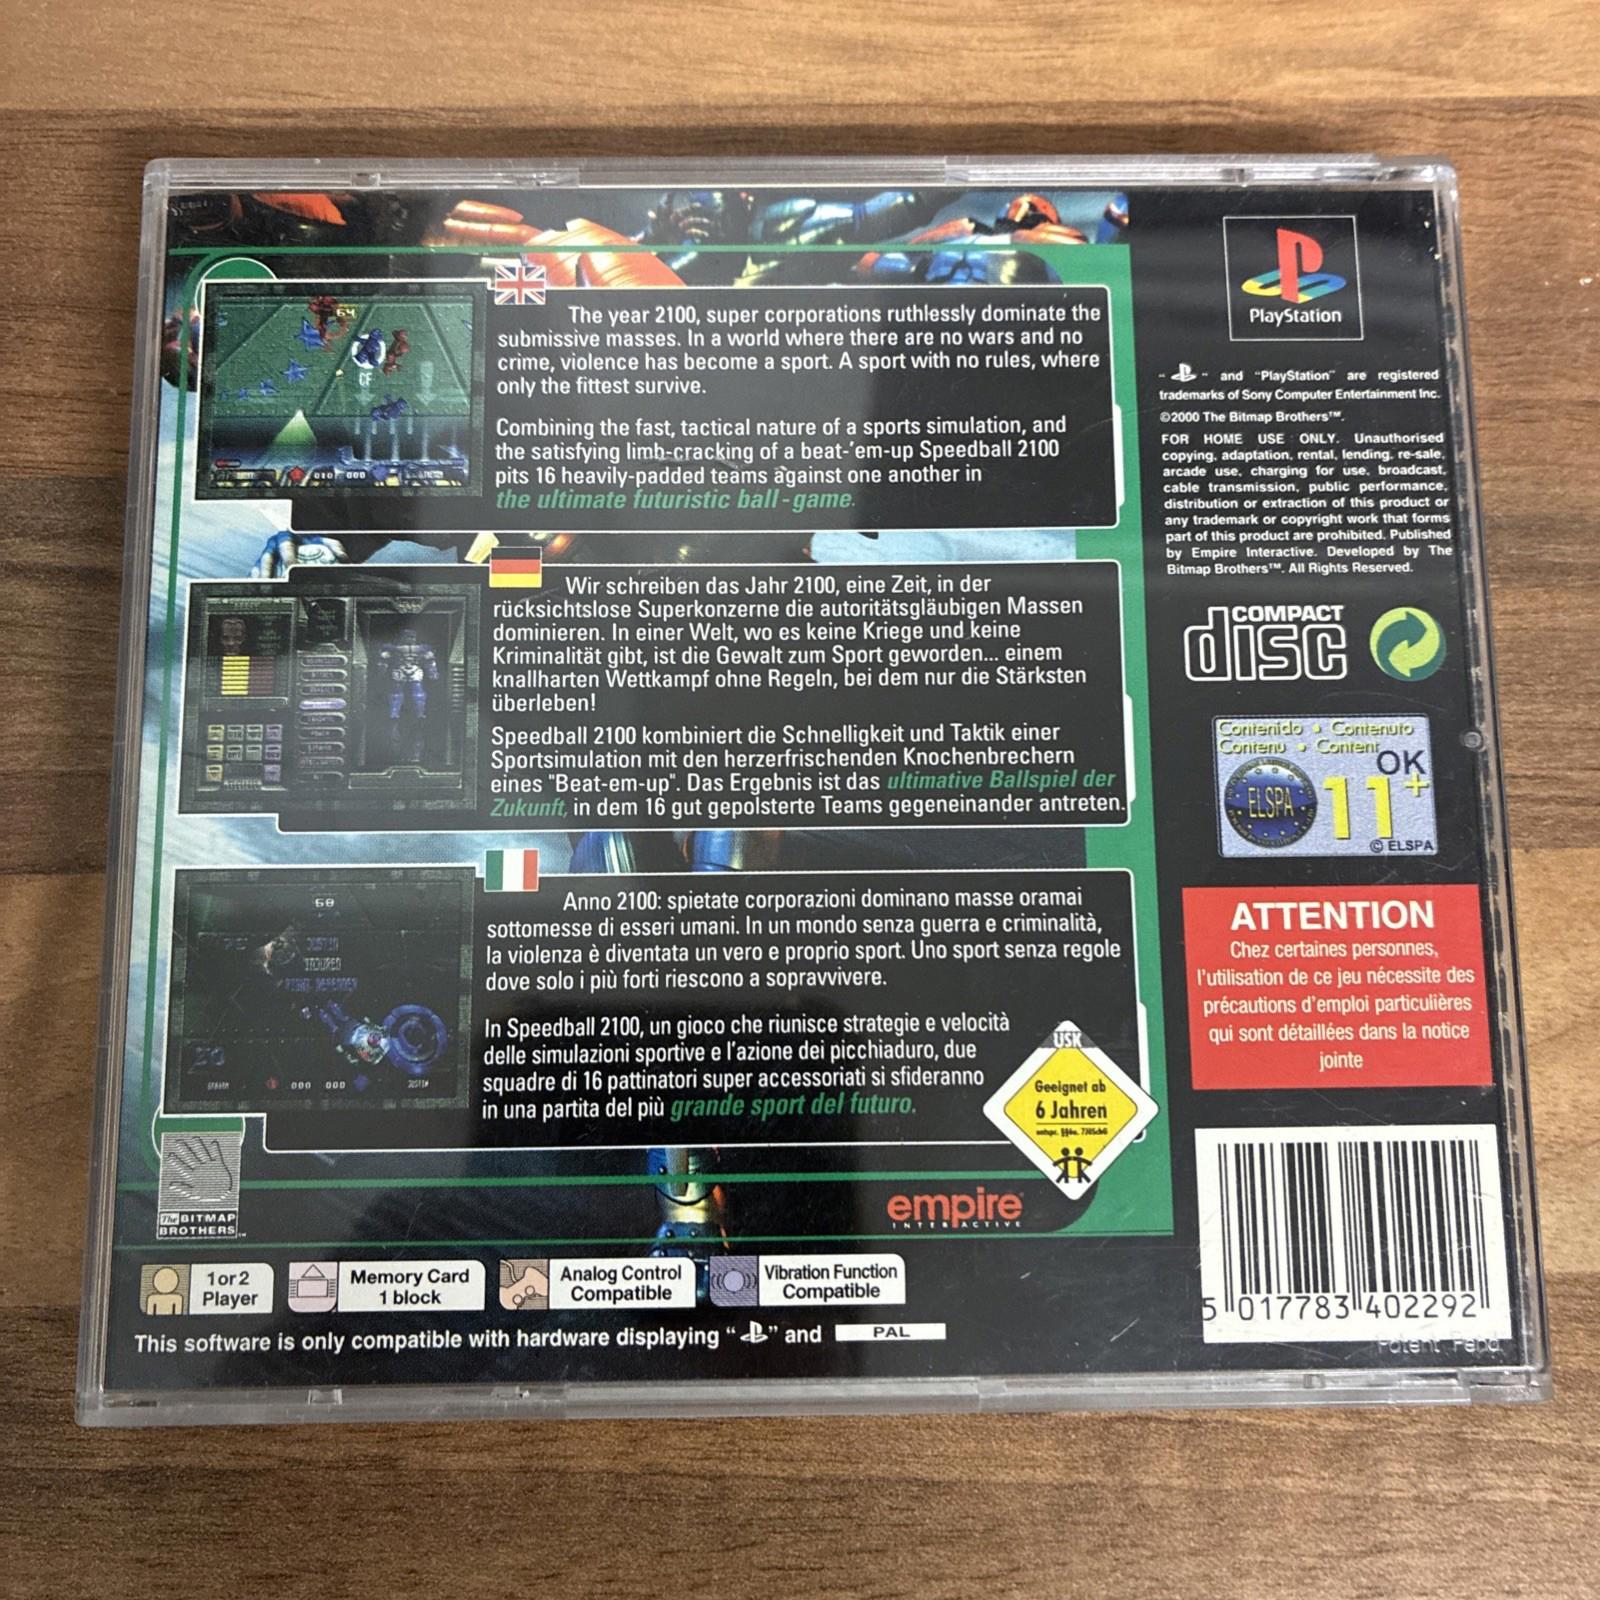 The year 2100, super corporations ruthlessly dominate the
submissive masses. In a world where there are no wars and no
crime, violence has become a sport. A sport with no rules, where
only the fittest survive.
Combining the fast, tactical nature of a sports simulation, and
the satisfying limb-cracking of a beat-'em-up Speedball 2100
pits 16 heavily-padded teams against one another in
the ultimate futuristic ball-game.
64
CF
010 000
Wir schreiben das Jahr 2100, eine Zeit, in der
rücksichtslose Superkonzerne die autoritätsgläubigen Massen
dominieren. In einer Welt, wo es keine Kriege und keine
Kriminalität gibt, ist die Gewalt zum Sport geworden... einem
knallharten Wettkampf ohne Regeln, bei dem nur die Stärksten
überleben!
Speedball 2100 kombiniert die Schnelligkeit und Taktik einer
Sportsimulation mit den herzerfrischenden Knochenbrechern
eines "Beat-em-up". Das Ergebnis ist das ultimative Ballspiel der
Zukunft, in dem 16 gut gepolsterte Teams gegeneinander antreten.
Anno 2100: spietate corporazioni dominano masse oramai
sottomesse di esseri umani. In un mondo senza guerra e criminalità,
la violenza è diventata un vero e proprio sport. Uno sport senza regole
dove solo i più forti riescono a sopravvivere.
In Speedball 2100, un gioco che riunisce strategie e velocità
delle simulazioni sportive e l'azione dei picchiaduro, due
squadre di 16 pattinatori super accessoriati si sfideranno
in una partita del più grande sport del futuro.
68
JUSTIN
INJURED
RIGHT DEFENDER
000 000
JUSTIN
The BITMAP
BROTHERS™
empire
INTERACTIVE
USK
Geeignet ab
6 Jahren
1 or 2
Player
Memory Card
1 block
Analog Control
Compatible
Vibration Function
Compatible
This software is only compatible with hardware displaying " " and PAL
PlayStation
" " and "PlayStation" are registered
trademarks of Sony Computer Entertainment Inc.
©2000 The Bitmap Brothers™.
FOR HOME USE ONLY. Unauthorised
copying, adaptation, rental, lending, re-sale,
arcade use, charging for use, broadcast,
cable transmission, public performance,
distribution or extraction of this product or
any trademark or copyright work that forms
part of this product are prohibited. Published
by Empire Interactive. Developed by The
Bitmap Brothers™. All Rights Reserved.
COMPACT
disc
Contenido • Contenuto
Contenu • Content
OK
ELSPA
11+
© ELSPA
ATTENTION
Chez certaines personnes,
l'utilisation de ce jeu nécessite des
précautions d'emploi particulières
qui sont détaillées dans la notice
jointe
5 017783 402292
Patent Pend